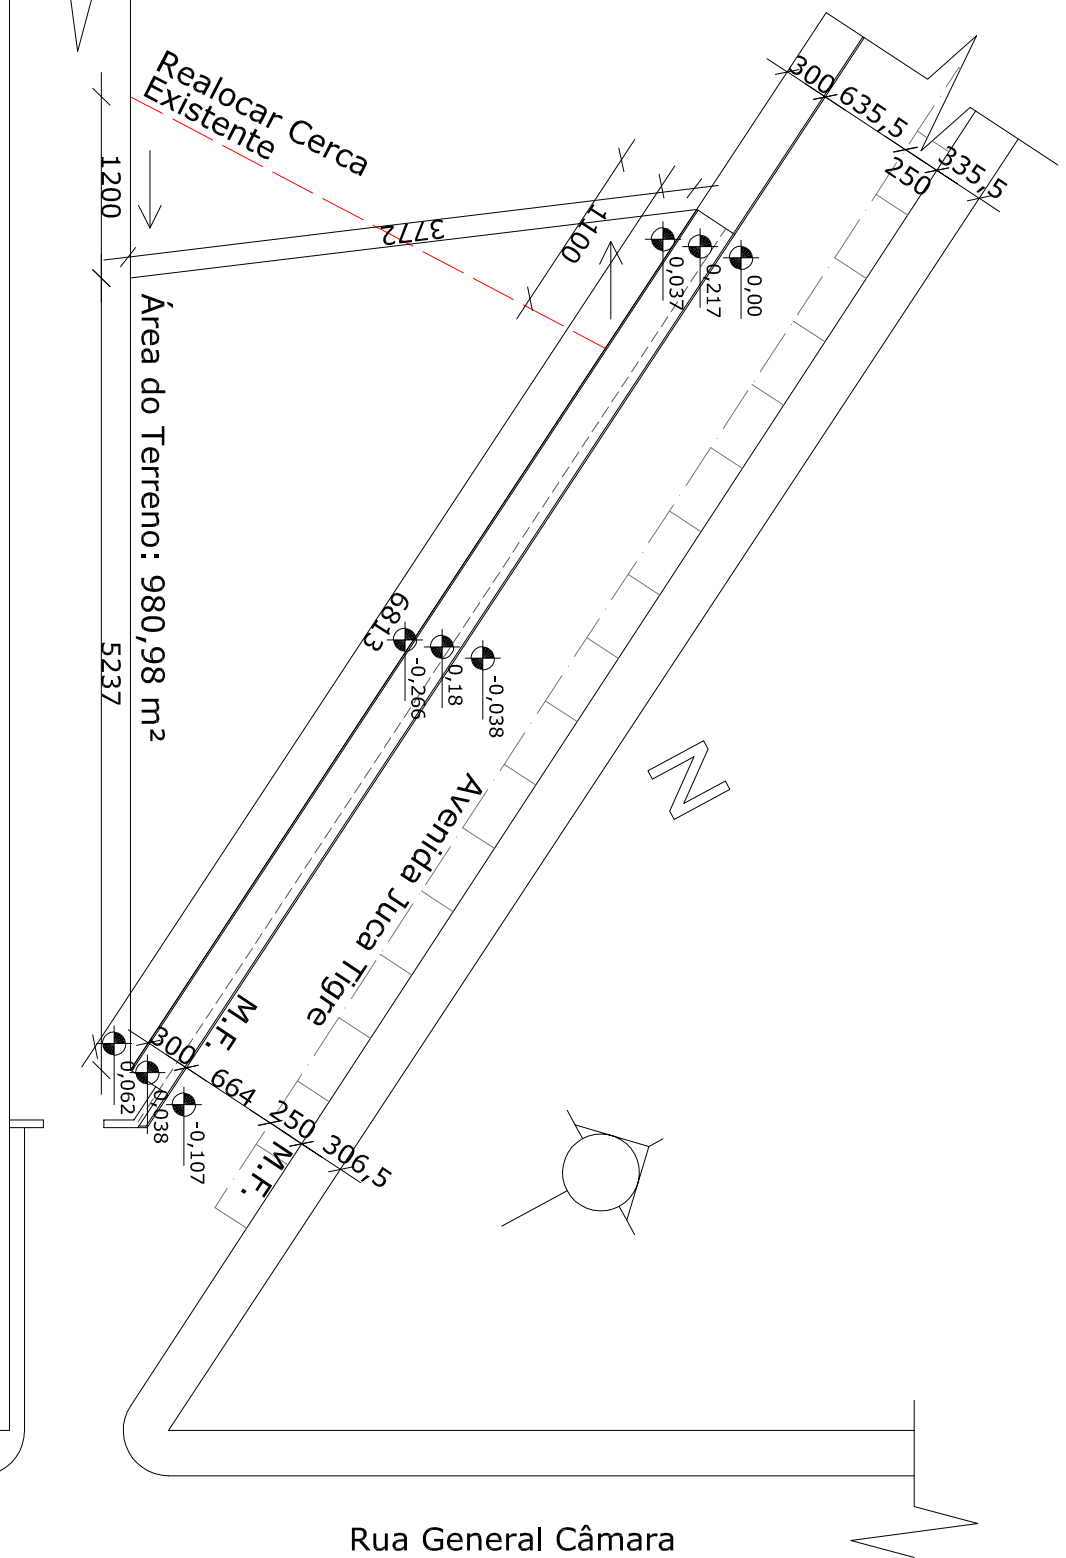 Realocar Cerca
Existente
300
635,5
250
335,5
1200
3772
1100
0,037
0,217
0,00
Área do Terreno: 980,98 m²
5237
6813
-0,266
0,18
-0,038
N
Avenida Juca Tigre
M.F.
300
664
250
306,5
M.F.
0,062
0,038
-0,107
Rua General Câmara